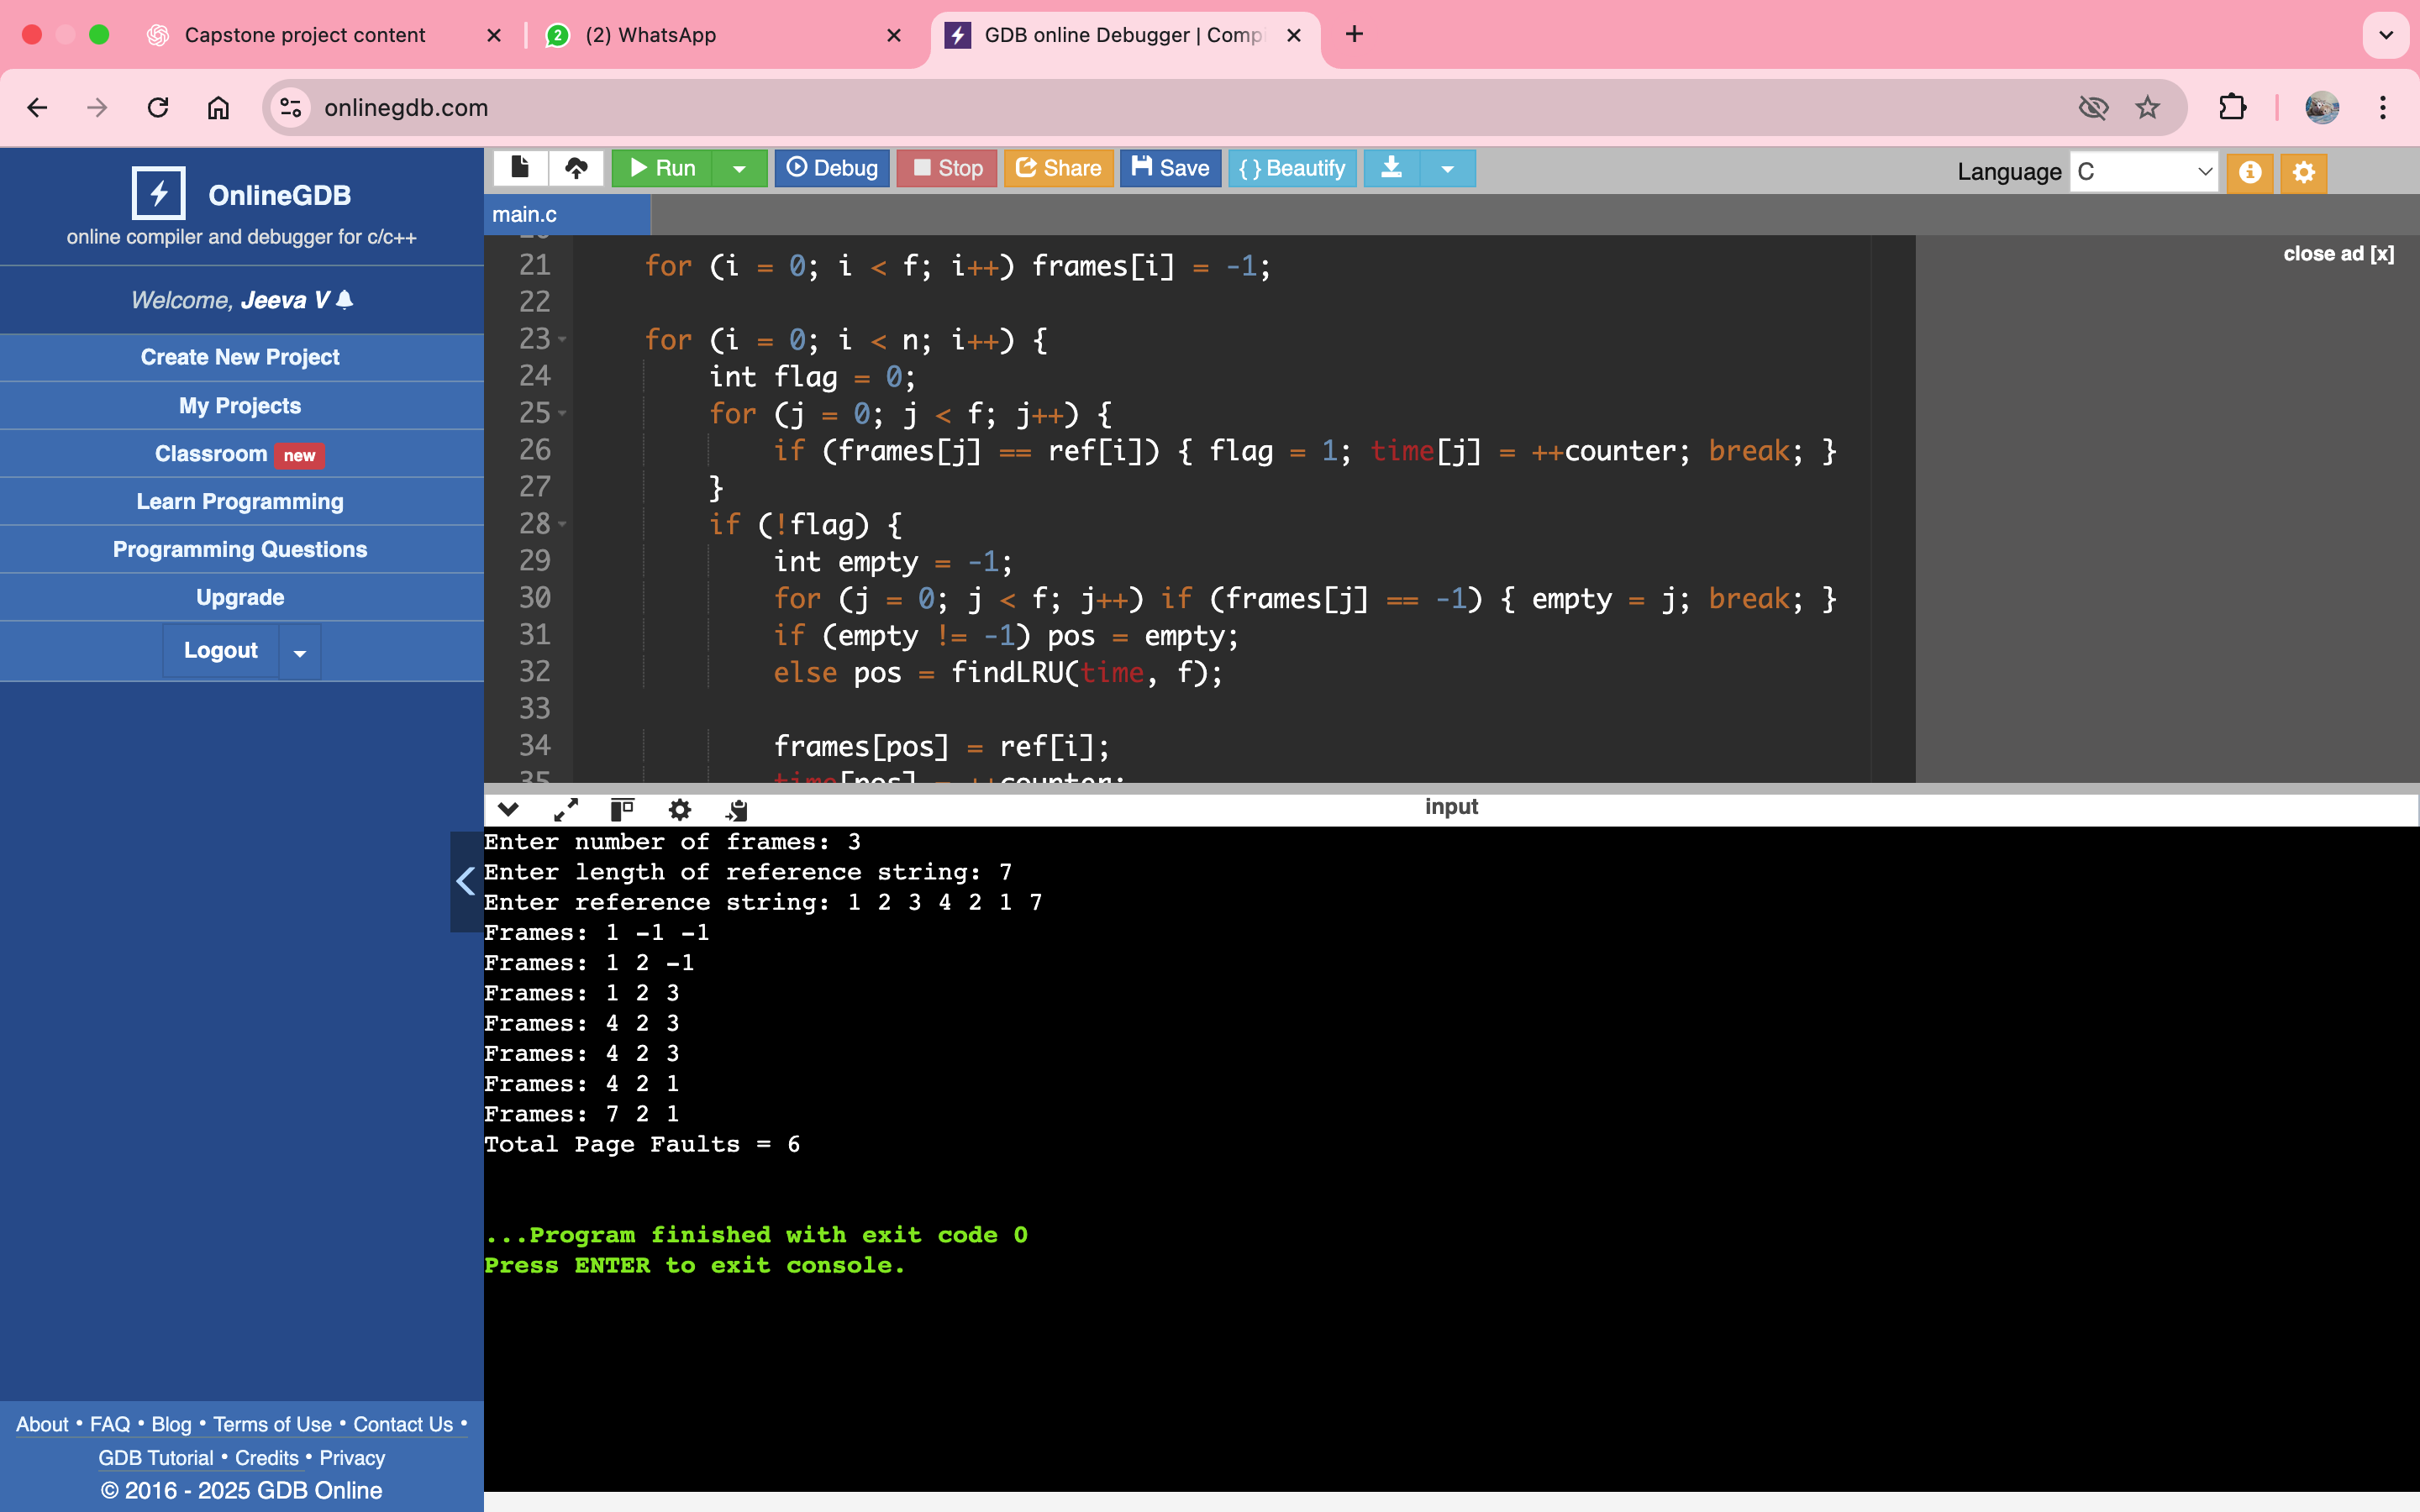 Capstone project content
2 (2) WhatsApp
GDB online Debugger | Comp
onlinegdb.com
OnlineGDB
online compiler and debugger for c/c++
Welcome, Jeeva V
Create New Project
My Projects
Classroom new
Learn Programming
Programming Questions
Upgrade
Logout
About • FAQ • Blog • Terms of Use • Contact Us •
GDB Tutorial • Credits • Privacy
© 2016 - 2025 GDB Online
Run Debug Stop Share Save { } Beautify Language C
main.c
close ad [x]
21 for (i = 0; i < f; i++) frames[i] = -1;
22
23 for (i = 0; i < n; i++) {
24 int flag = 0;
25 for (j = 0; j < f; j++) {
26 if (frames[j] == ref[i]) { flag = 1; time[j] = ++counter; break; }
27 }
28 if (!flag) {
29 int empty = -1;
30 for (j = 0; j < f; j++) if (frames[j] == -1) { empty = j; break; }
31 if (empty != -1) pos = empty;
32 else pos = findLRU(time, f);
33
34 frames[pos] = ref[i];
35 time[pos] = ++counter;
input
Enter number of frames: 3
Enter length of reference string: 7
Enter reference string: 1 2 3 4 2 1 7
Frames: 1 -1 -1
Frames: 1 2 -1
Frames: 1 2 3
Frames: 4 2 3
Frames: 4 2 3
Frames: 4 2 1
Frames: 7 2 1
Total Page Faults = 6
...Program finished with exit code 0
Press ENTER to exit console.